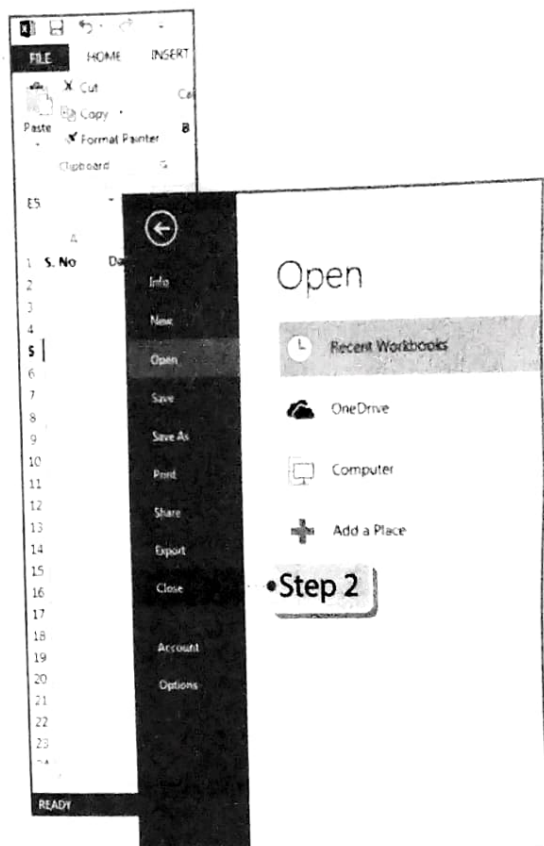 FILE HOME INSERT
Cut
Copy
Paste
Format Painter
B
Clipboard
E5
A
1 S. No Da
2
3
4
5
6
7
8
9
10
11
12
13
14
15
16
17
18
19
20
21
22
23
READY
Info
New
Open
Save
Save As
Print
Share
Export
Close
Account
Options
Open
Recent Workbooks
OneDrive
Computer
Add a Place
Step 2